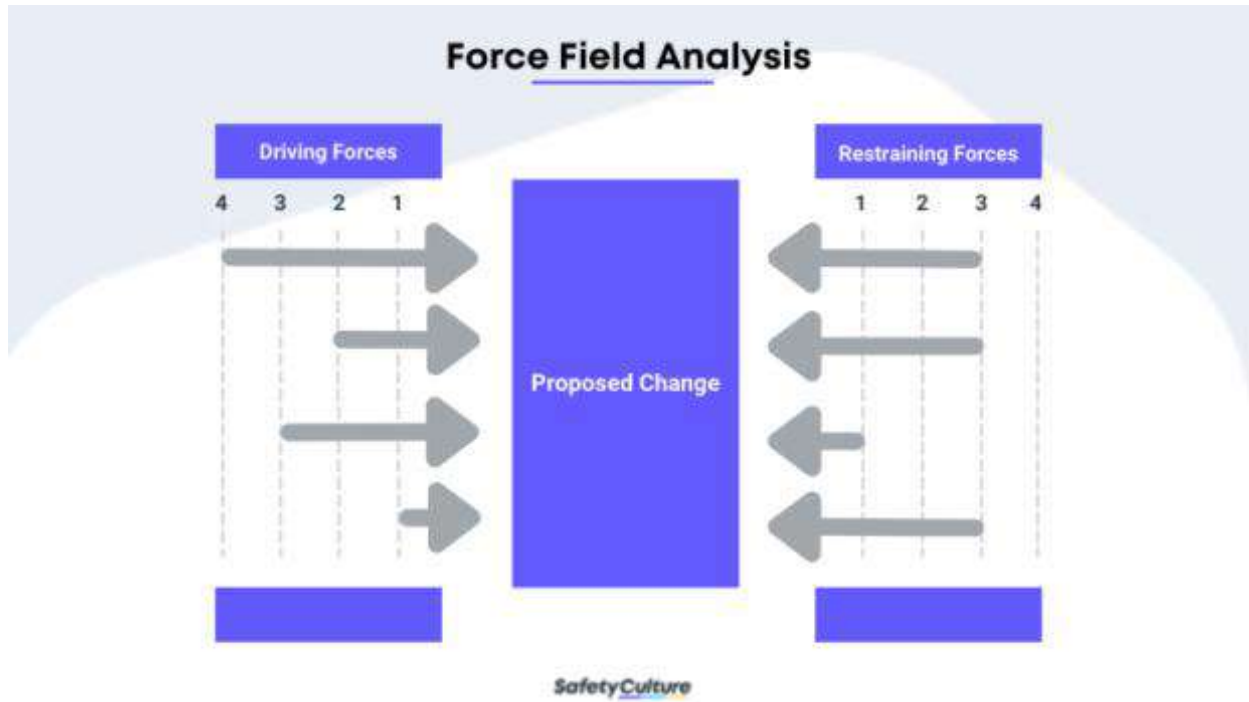 Force Field Analysis
Driving Forces
Restraining Forces
4 3 2 1
1 2 3 4
Proposed Change
SafetyCulture